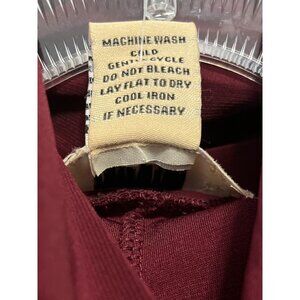 MACHINE WASH
COLD
GENTLE CYCLE
DO NOT BLEACH
LAY FLAT TO DRY
COOL IRON
IF NECESSARY